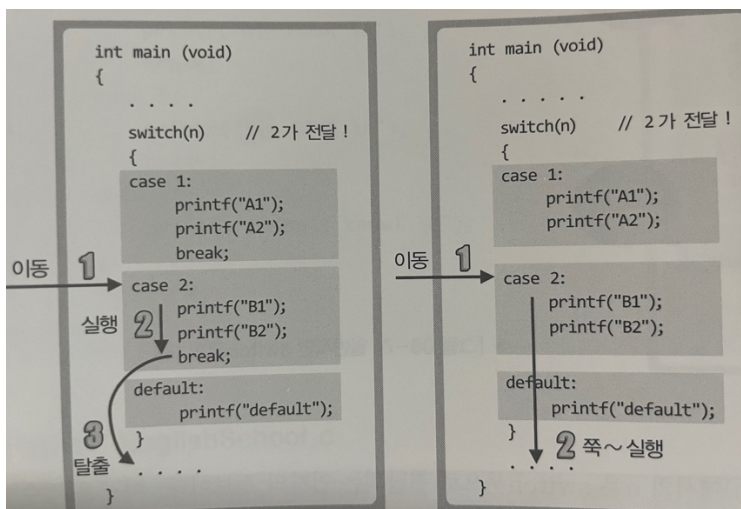 int main (void)
{
. . . .
switch(n) // 2가 전달 !
{
case 1:
printf("A1");
printf("A2");
break;
이동 1
case 2:
printf("B1");
실행 2
printf("B2");
break;
default:
printf("default");
3
}
탈출
. . . .
}
int main (void)
{
. . . . .
switch(n) // 2가 전달 !
{
case 1:
printf("A1");
printf("A2");
이동 1
case 2:
printf("B1");
printf("B2");
default:
printf("default");
}
2 쭉~ 실행
. . . .
}